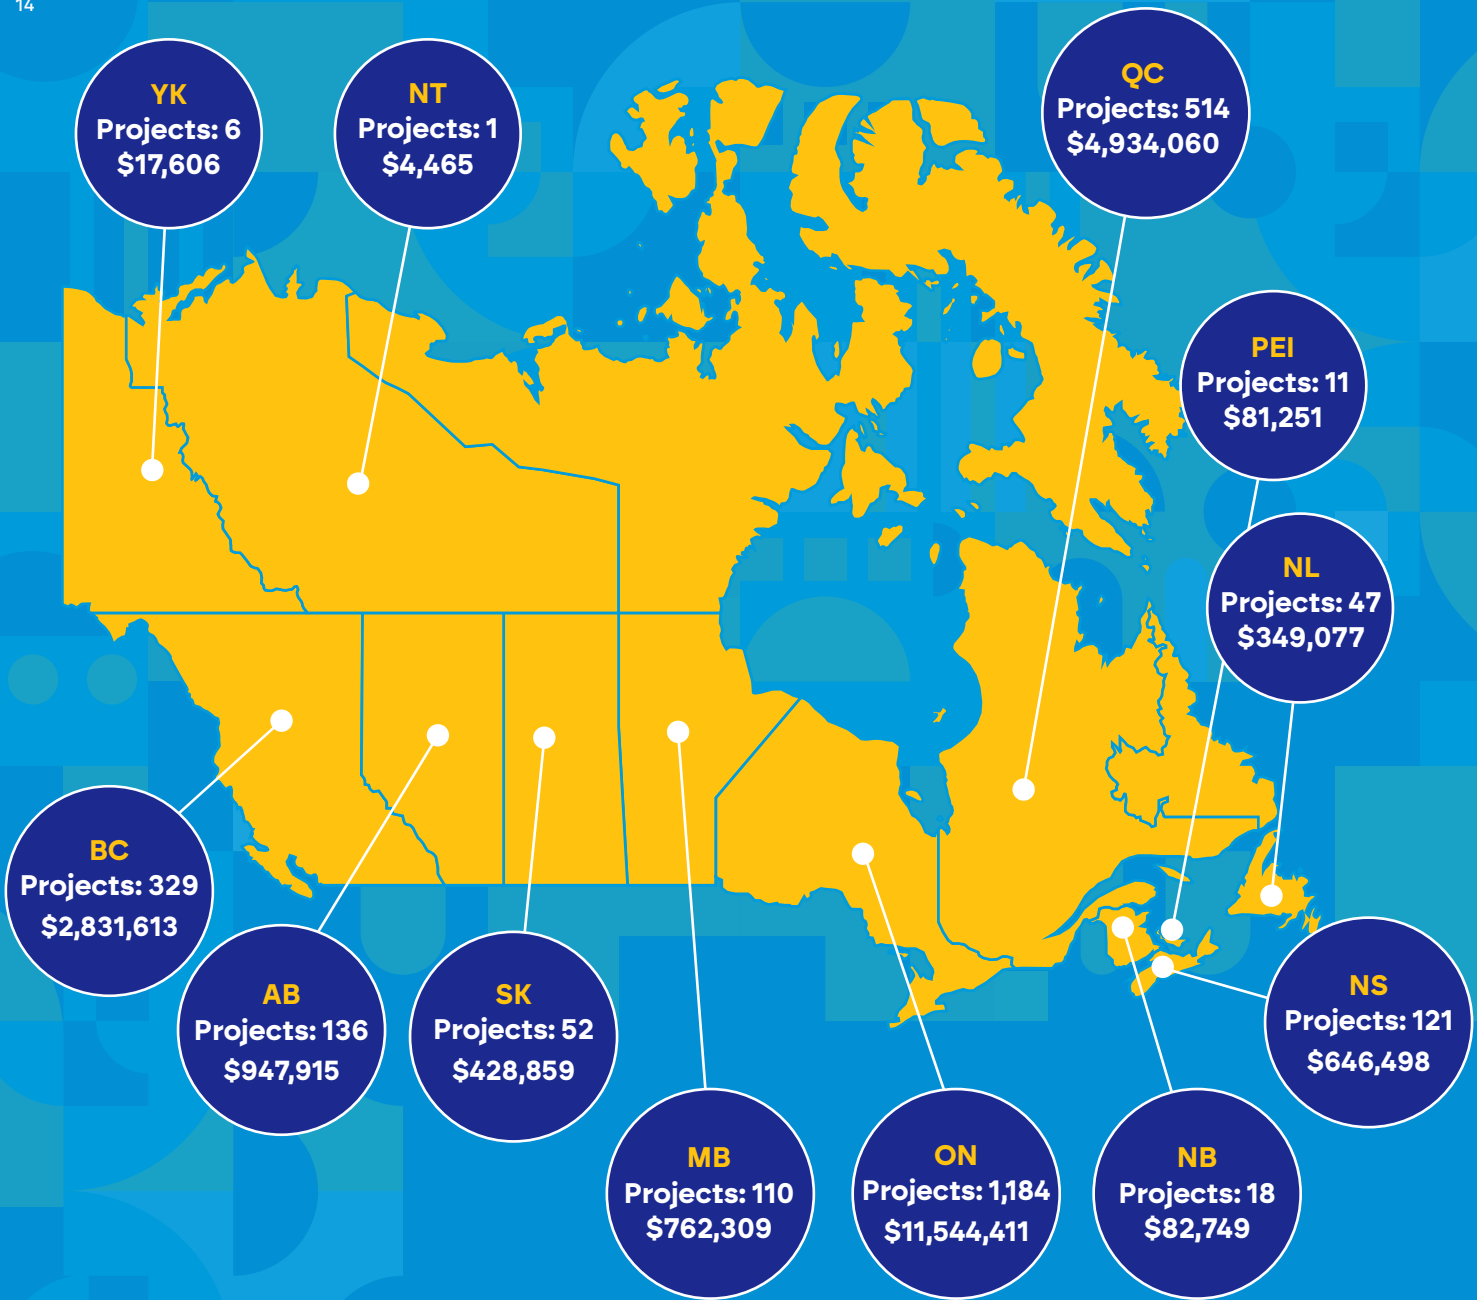 14
YK
Projects: 6
$17,606
NT
Projects: 1
$4,465
QC
Projects: 514
$4,934,060
PEI
Projects: 11
$81,251
NL
Projects: 47
$349,077
BC
Projects: 329
$2,831,613
AB
Projects: 136
$947,915
SK
Projects: 52
$428,859
MB
Projects: 110
$762,309
ON
Projects: 1,184
$11,544,411
NB
Projects: 18
$82,749
NS
Projects: 121
$646,498